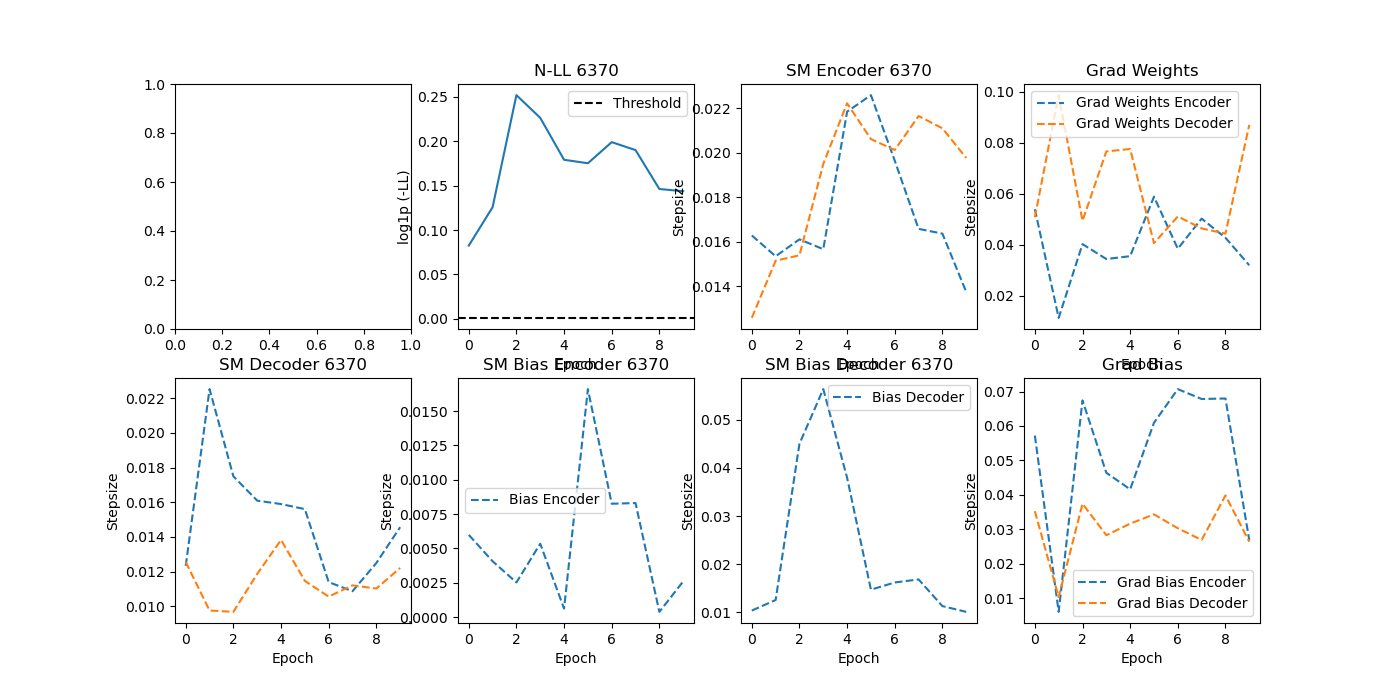 N-LL 6370
SM Encoder 6370
Grad Weights
1.0
0.8
0.6
0.4
0.2
0.0
0.0 0.2 0.4 0.6 0.8 1.0
log1p (-LL)
0.25
0.20
0.15
0.10
0.05
0.00
Threshold
0 2 4 6 8
Epoch
Stepsize
0.022
0.020
0.018
0.016
0.014
0 2 4 6 8
Epoch
Stepsize
0.10
0.08
0.06
0.04
0.02
Grad Weights Encoder
Grad Weights Decoder
0 2 4 6 8
Epoch
SM Decoder 6370
SM Bias Encoder 6370
SM Bias Decoder 6370
Grad Bias
Stepsize
0.022
0.020
0.018
0.016
0.014
0.012
0.010
0 2 4 6 8
Epoch
Stepsize
0.0150
0.0125
0.0100
0.0075
0.0050
0.0025
0.0000
Bias Encoder
0 2 4 6 8
Epoch
Stepsize
0.05
0.04
0.03
0.02
0.01
Bias Decoder
0 2 4 6 8
Epoch
Stepsize
0.07
0.06
0.05
0.04
0.03
0.02
0.01
Grad Bias Encoder
Grad Bias Decoder
0 2 4 6 8
Epoch